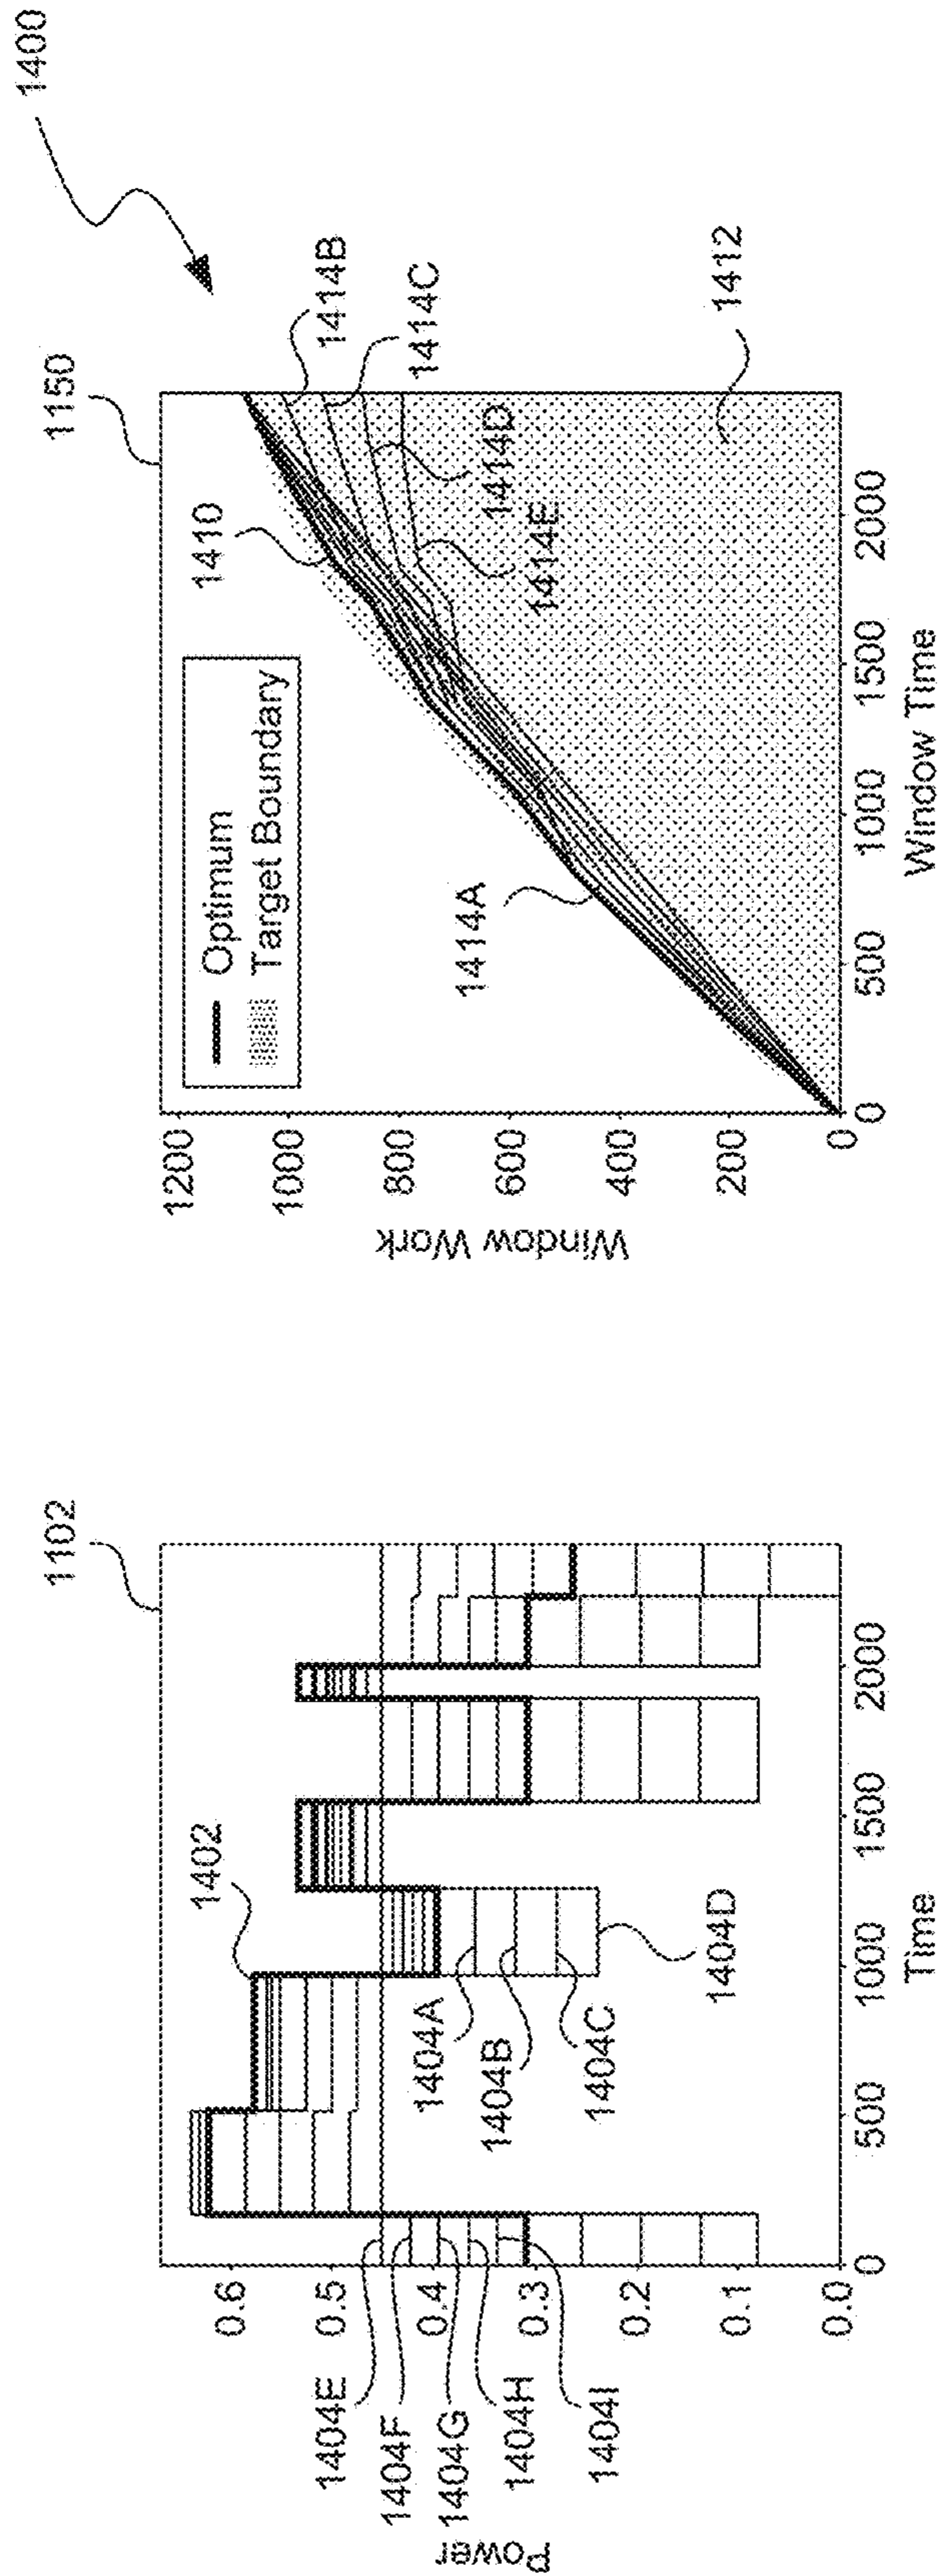 1400
1102
1402
0.6
0.5
0.4
0.3
0.2
0.1
0.0
Power
0
500
1000
1500
2000
Time
1404A
1404B
1404C
1404D
1404E
1404F
1404G
1404H
1404I
1150
1410
Optimum
Target Boundary
1414A
1414B
1414C
1414D
1414E
1412
1200
1000
800
600
400
200
0
Window Work
0
500
1000
1500
2000
Window Time